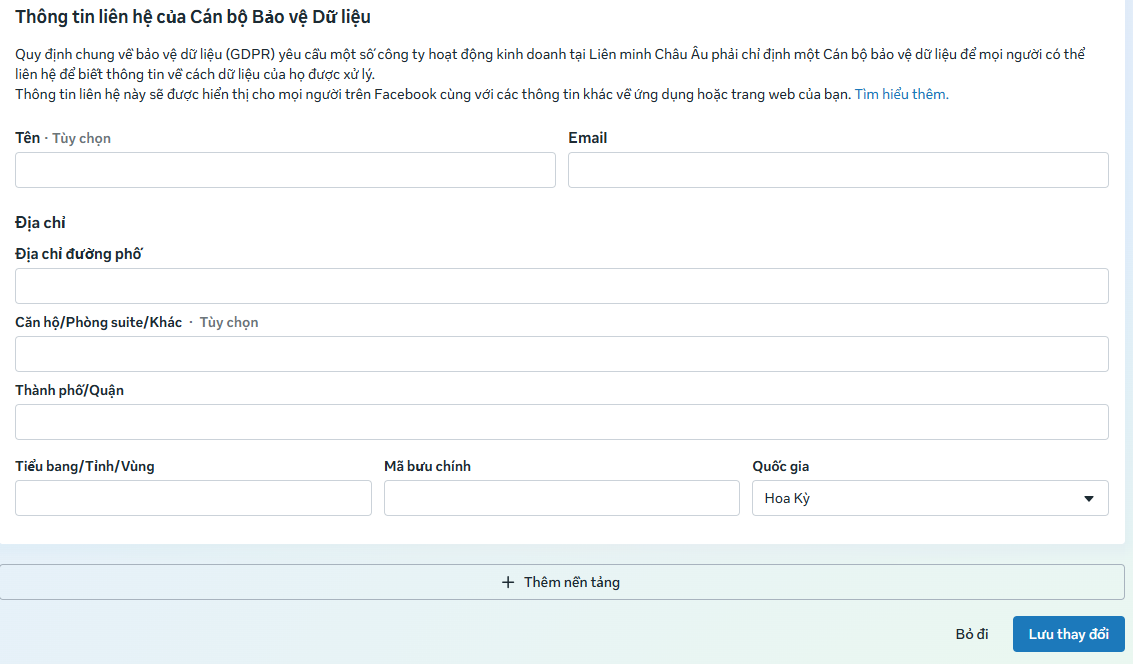 Thông tin liên hệ của Cán bộ Bảo vệ Dữ liệu
Quy định chung về bảo vệ dữ liệu (GDPR) yêu cầu một số công ty hoạt động kinh doanh tại Liên minh Châu Âu phải chỉ định một Cán bộ bảo vệ dữ liệu để mọi người có thể
liên hệ để biết thông tin về cách dữ liệu của họ được xử lý.
Thông tin liên hệ này sẽ được hiển thị cho mọi người trên Facebook cùng với các thông tin khác về ứng dụng hoặc trang web của bạn. Tìm hiểu thêm.
Tên · Tùy chọn
Email
Địa chỉ
Địa chỉ đường phố
Căn hộ/Phòng suite/Khác · Tùy chọn
Thành phố/Quận
Tiểu bang/Tỉnh/Vùng
Mã bưu chính
Quốc gia
Hoa Kỳ
+ Thêm nền tảng
Bỏ đi
Lưu thay đổi